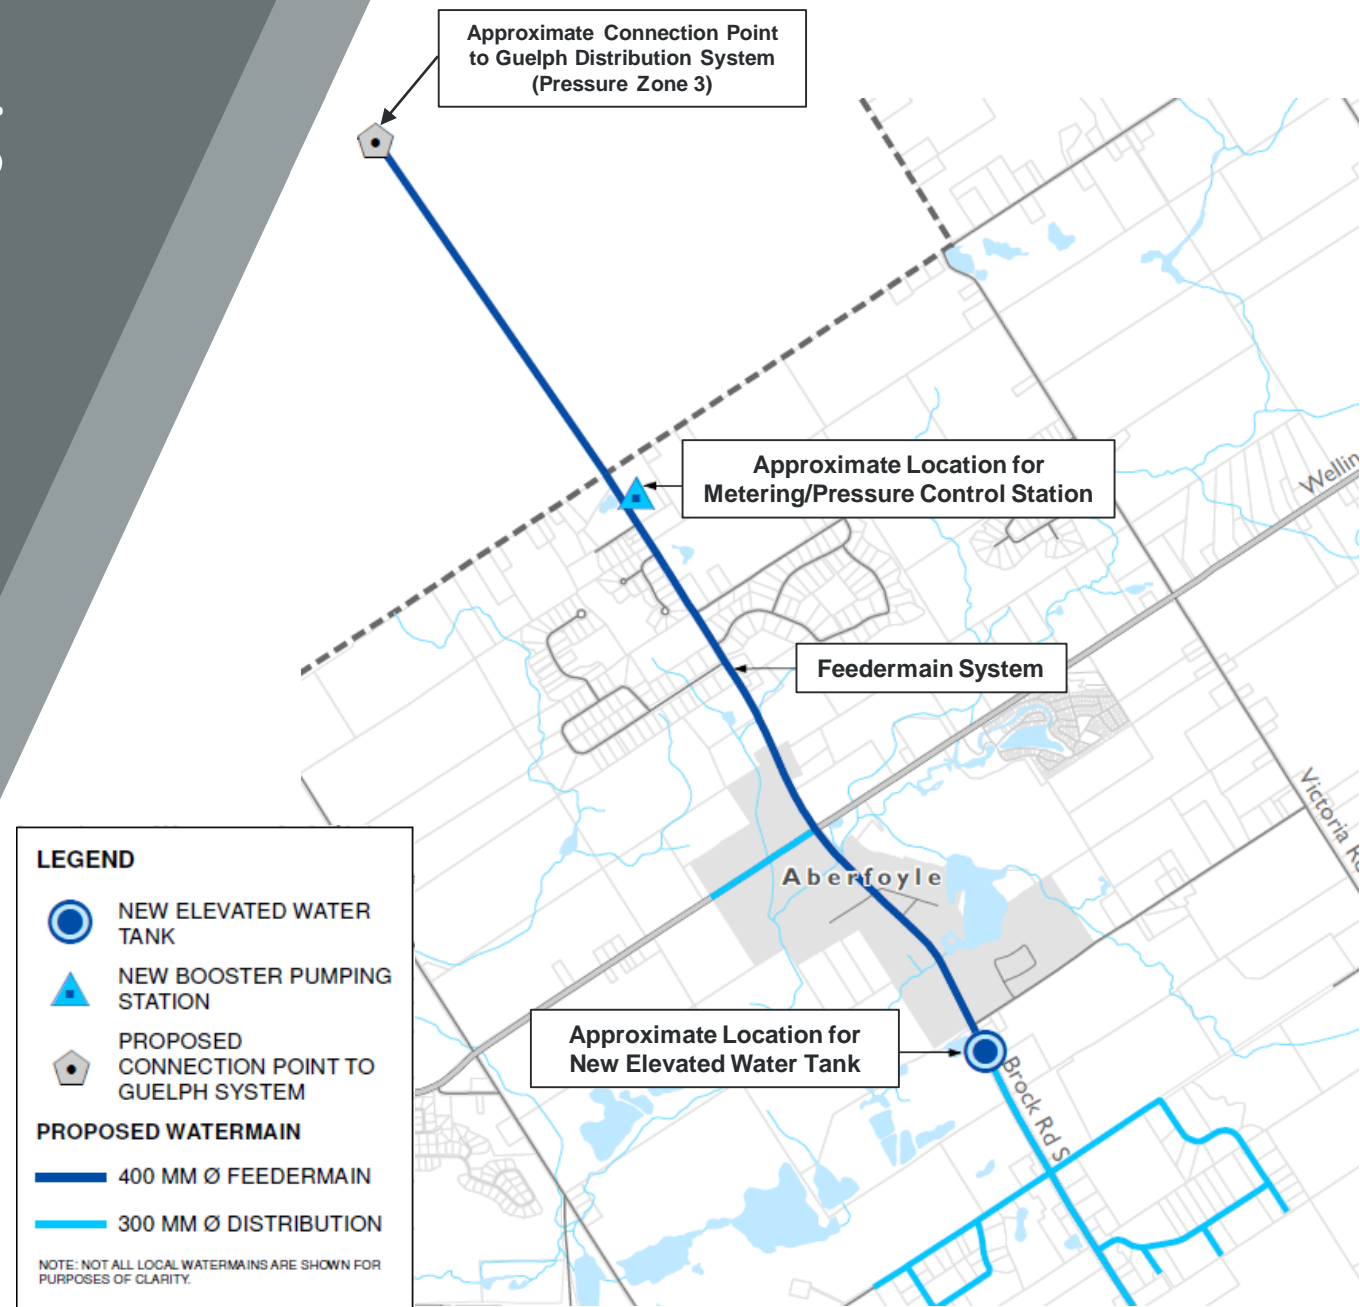 Approximate Connection Point
to Guelph Distribution System
(Pressure Zone 3)
Approximate Location for
Metering/Pressure Control Station
Wellin
Feedermain System
Victoria Rd
Aberfoyle
Approximate Location for
New Elevated Water Tank
Brock Rd S
LEGEND
NEW ELEVATED WATER
TANK
NEW BOOSTER PUMPING
STATION
PROPOSED
CONNECTION POINT TO
GUELPH SYSTEM
PROPOSED WATERMAIN
400 MM Ø FEEDERMAIN
300 MM Ø DISTRIBUTION
NOTE: NOT ALL LOCAL WATERMAINS ARE SHOWN FOR
PURPOSES OF CLARITY.